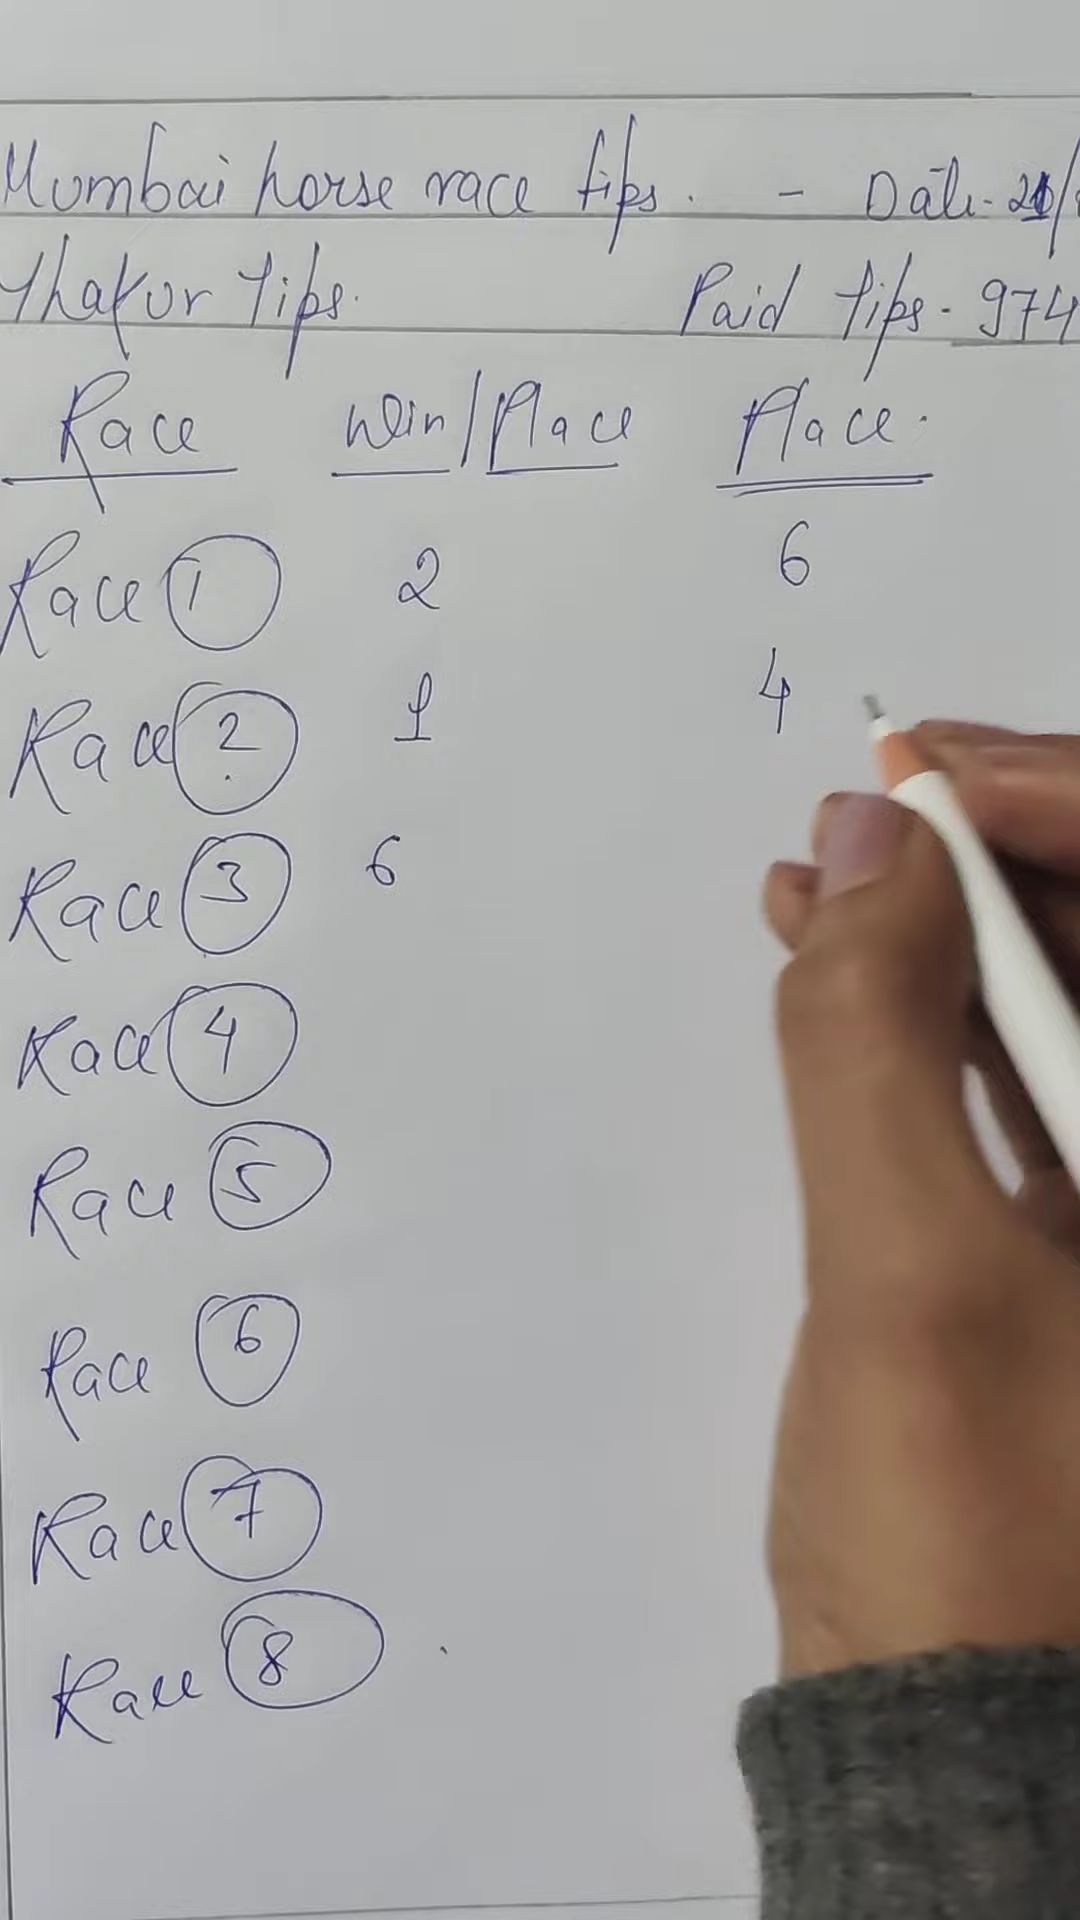 Mumbai horse race tips. - Date- 21/
Thakur Tips. Paid tips- 974
Race Win/Place Place.
Race 1 2 6
Race 2 1 4
Race 3 6
Race 4
Race 5
Race 6
Race 7
Race 8